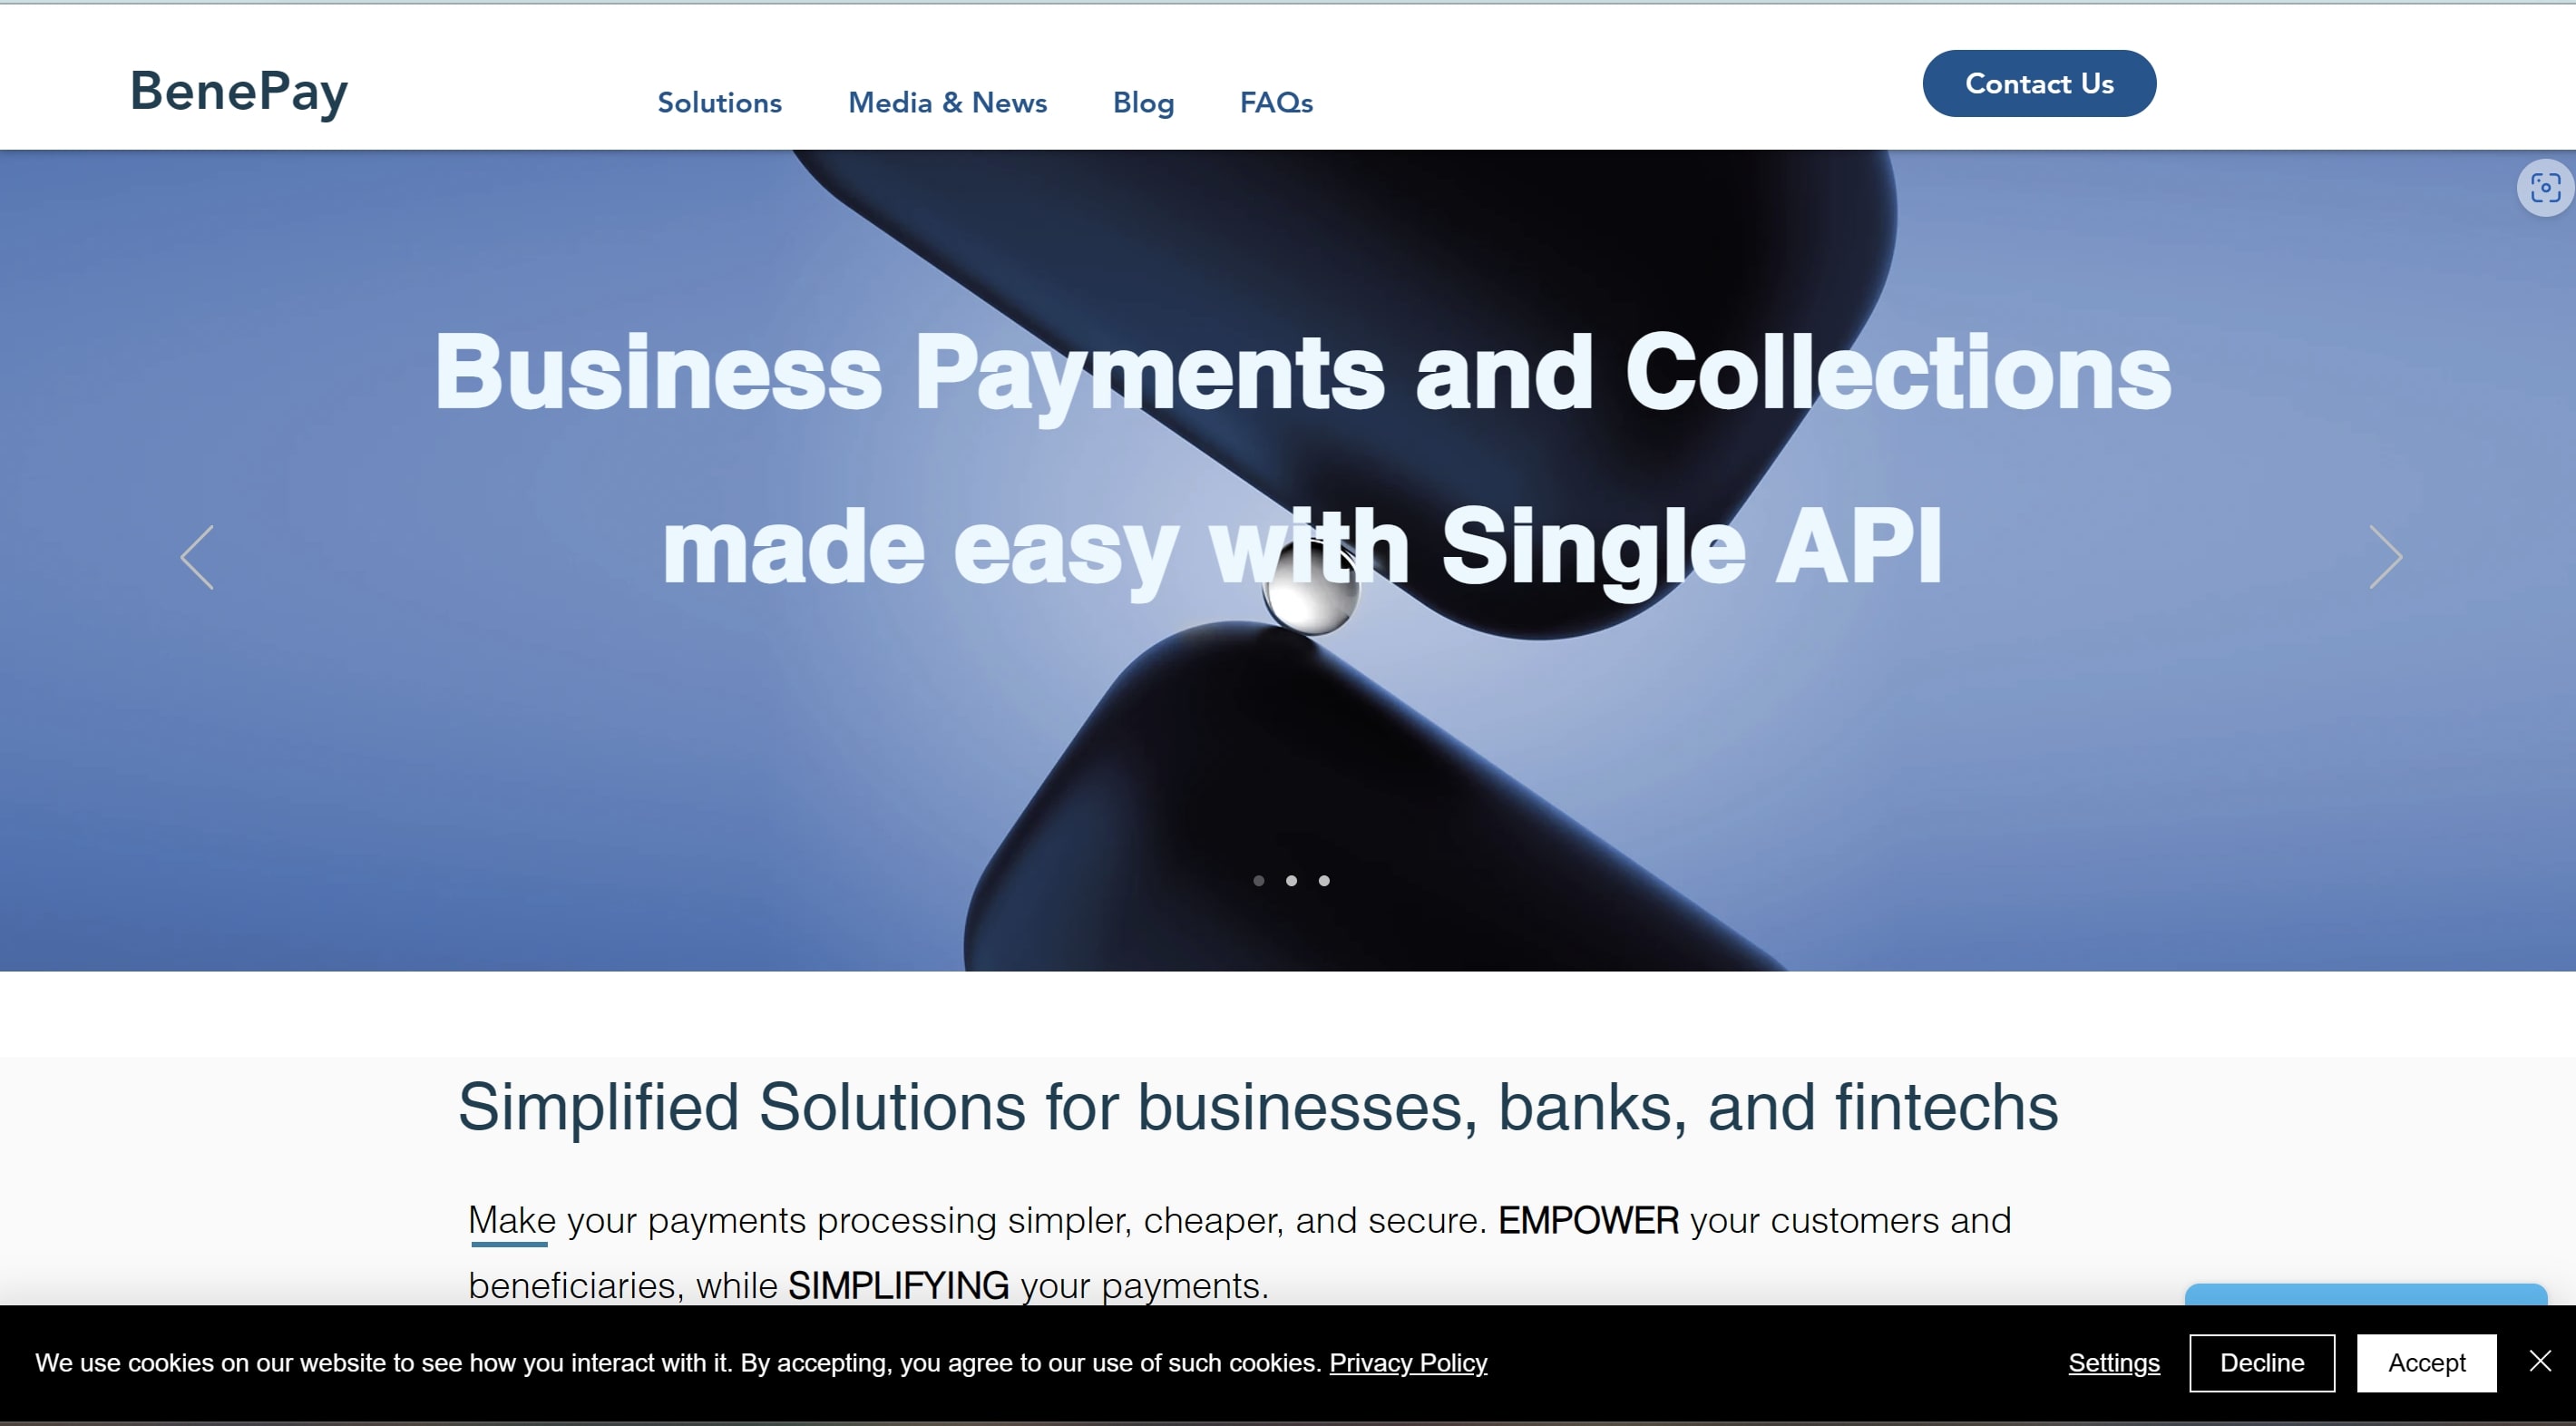 BenePay
Solutions Media & News Blog FAQs
Contact Us
Business Payments and Collections
made easy with Single API
Simplified Solutions for businesses, banks, and fintechs
Make your payments processing simpler, cheaper, and secure. EMPOWER your customers and
beneficiaries, while SIMPLIFYING your payments.
We use cookies on our website to see how you interact with it. By accepting, you agree to our use of such cookies. Privacy Policy
Settings Decline Accept